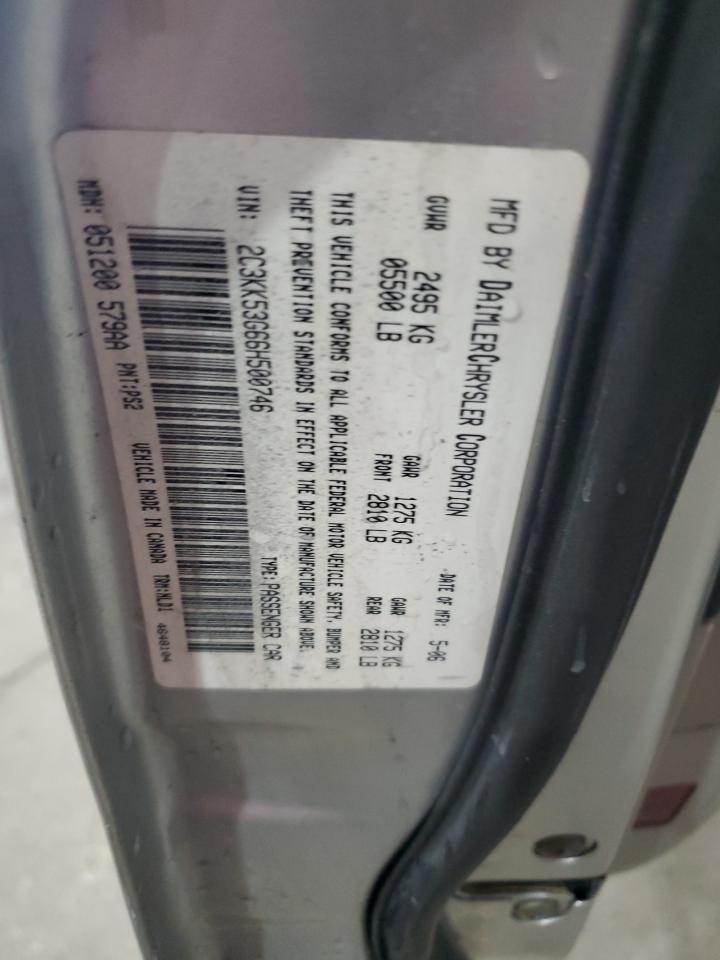 MFD BY DAIMLERCHRYSLER CORPORATION
DATE OF MFR: 5-06
GVWR 2495 KG
05500 LB
GAWR 1275 KG
FRONT 2810 LB
GAWR 1275 KG
REAR 2810 LB
THIS VEHICLE CONFORMS TO ALL APPLICABLE FEDERAL MOTOR VEHICLE SAFETY, BUMPER AND
THEFT PREVENTION STANDARDS IN EFFECT ON THE DATE OF MANUFACTURE SHOWN ABOVE.
VIN: 2C3KK53G66H500746
TYPE: PASSENGER CAR
MDH: 051200 579AA PNT:PS2 VEHICLE MADE IN CANADA TRM:MLD1 4648104